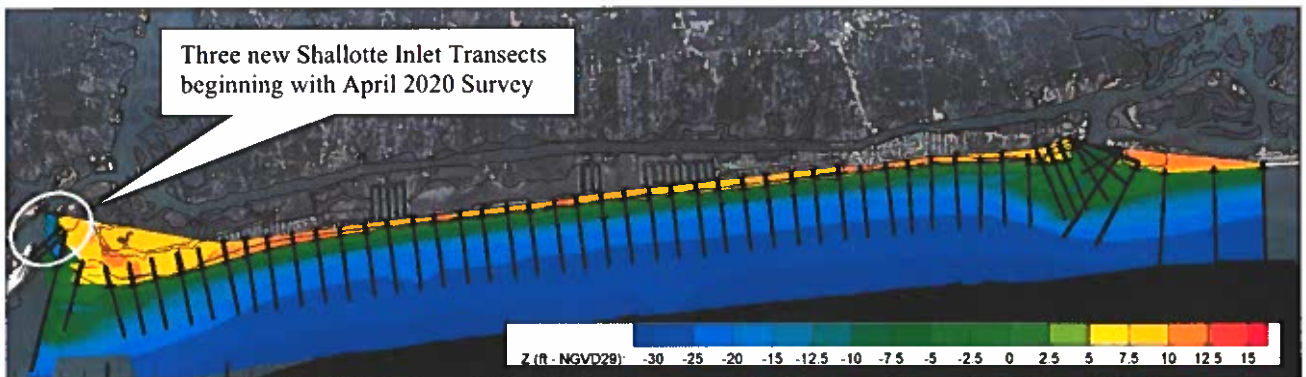 Three new Shallotte Inlet Transects
beginning with April 2020 Survey
Z (ft - NGVD29): -30 -25 -20 -15 -12.5 -10 -7.5 -5 -2.5 0 2.5 5 7.5 10 12.5 15